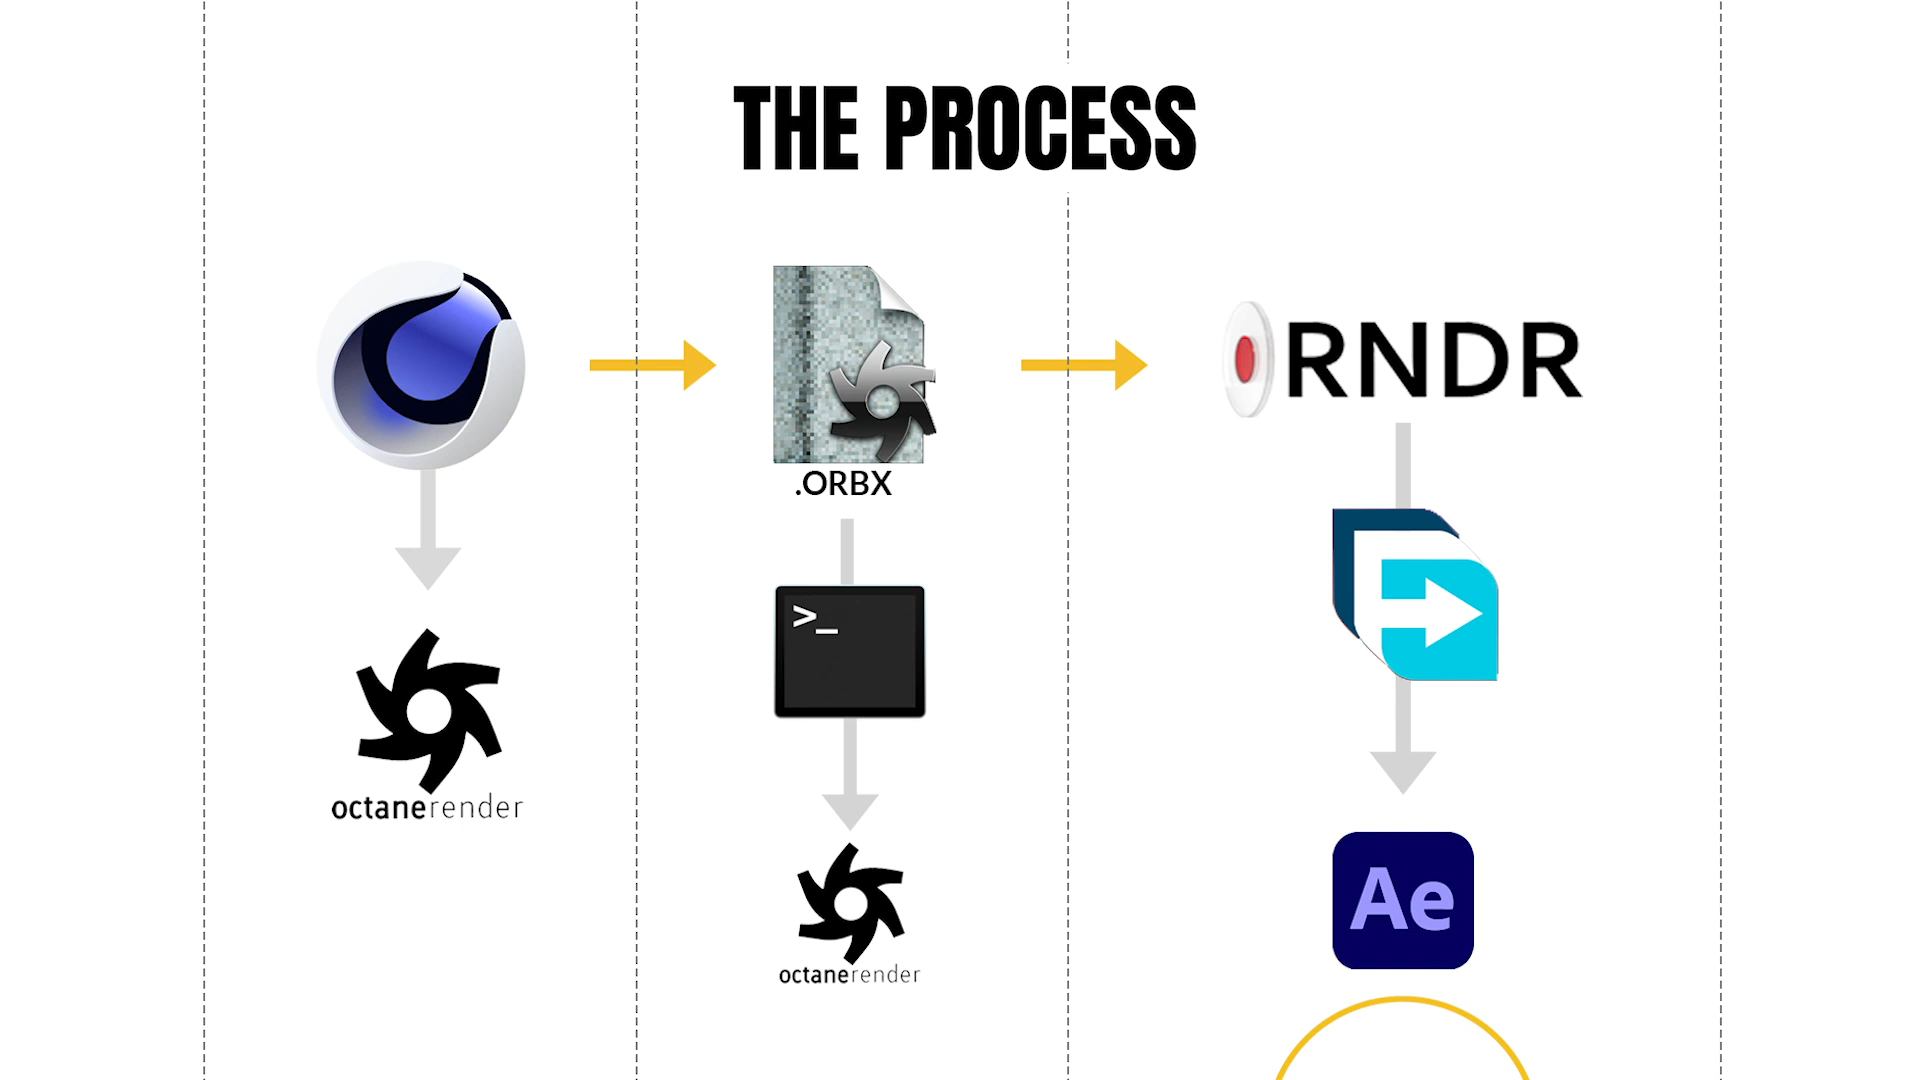 THE PROCESS
RNDR
.ORBX
>_
octanerender
Ae
octanerender